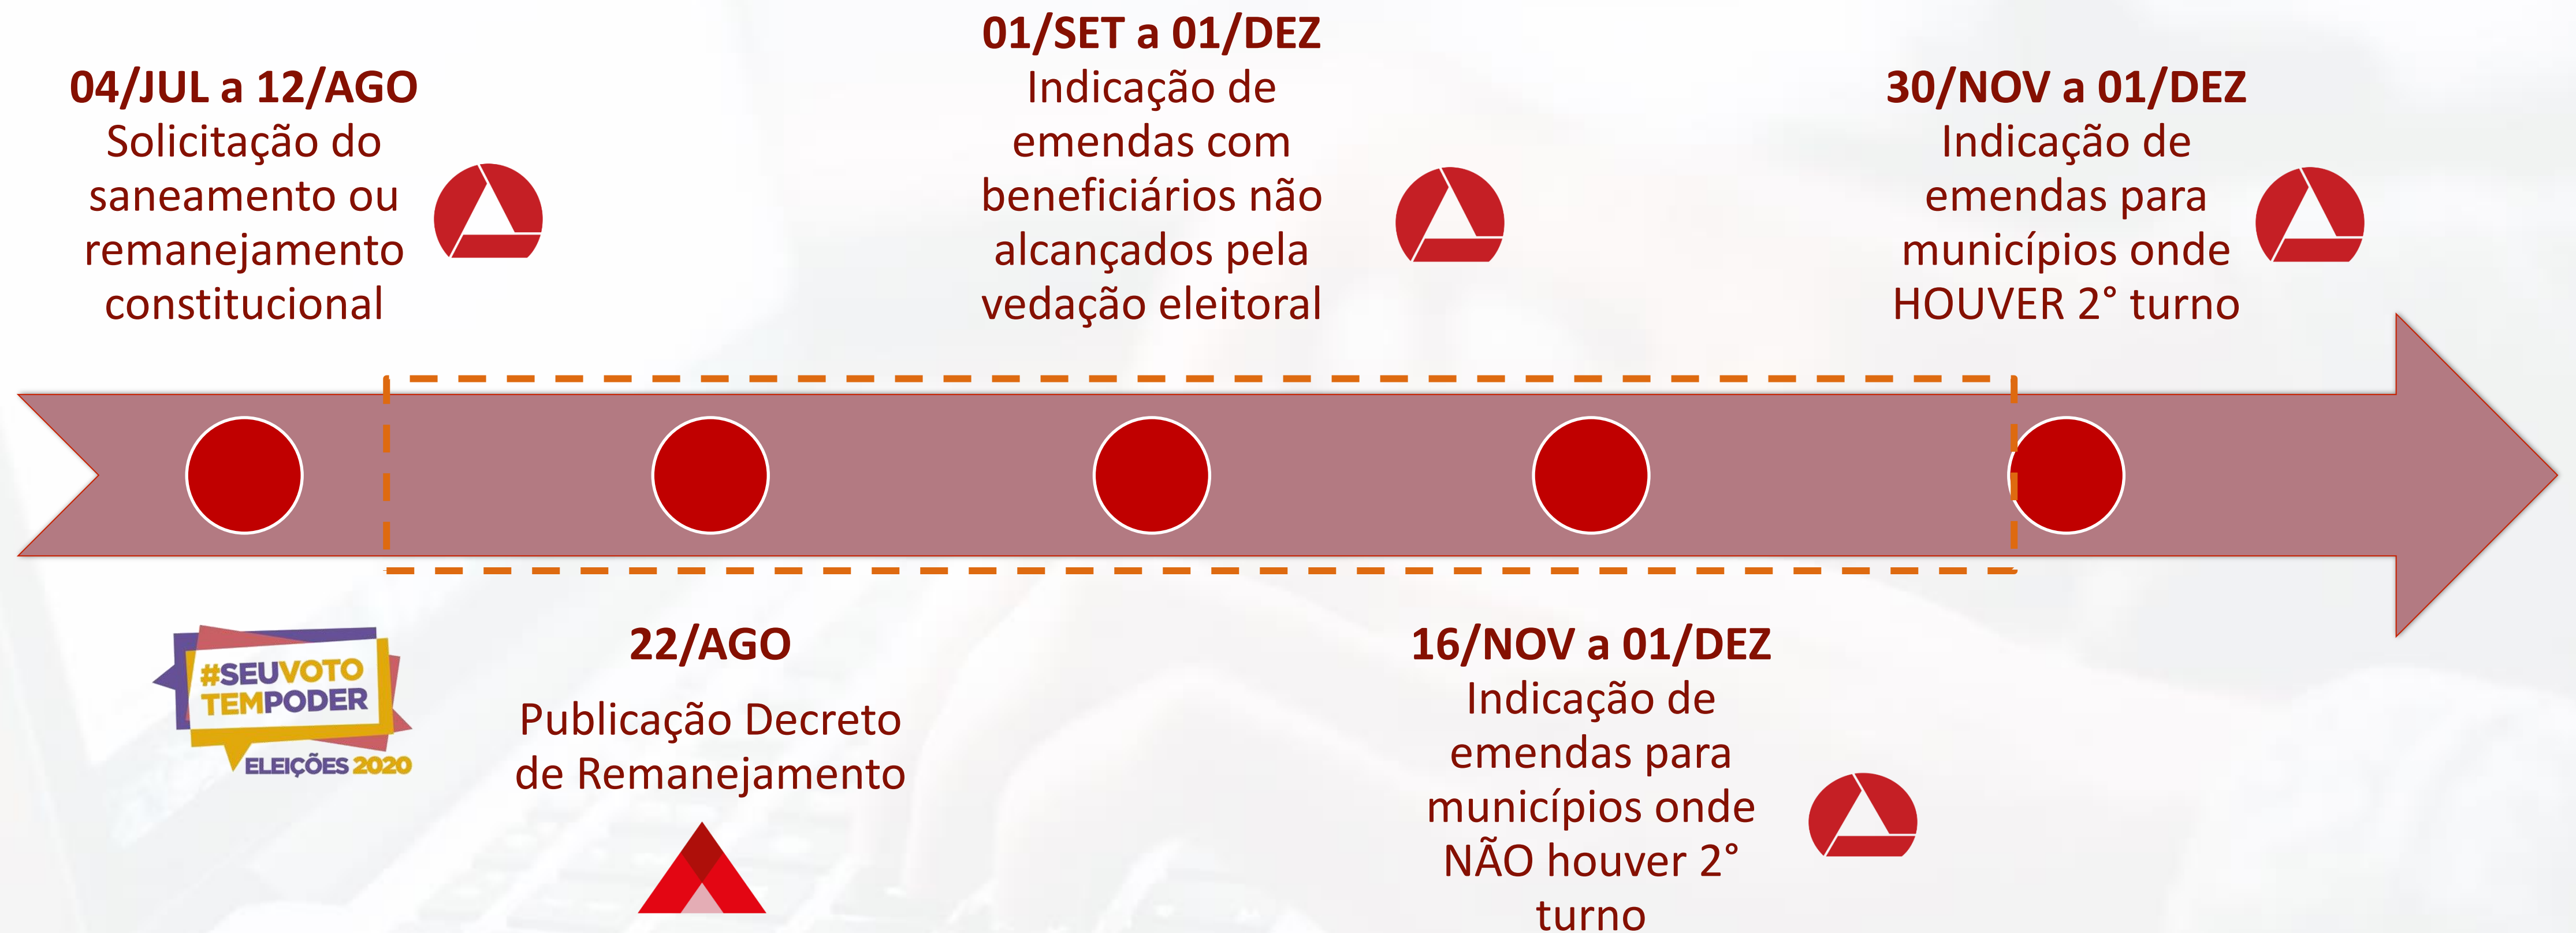 04/JUL a 12/AGO
Solicitação do
saneamento ou
remanejamento
constitucional
01/SET a 01/DEZ
Indicação de
emendas com
beneficiários não
alcançados pela
vedação eleitoral
30/NOV a 01/DEZ
Indicação de
emendas para
municípios onde
HOUVER 2° turno
#SEUVOTO
TEMPODER
ELEIÇÕES 2020
22/AGO
Publicação Decreto
de Remanejamento
16/NOV a 01/DEZ
Indicação de
emendas para
municípios onde
NÃO houver 2°
turno